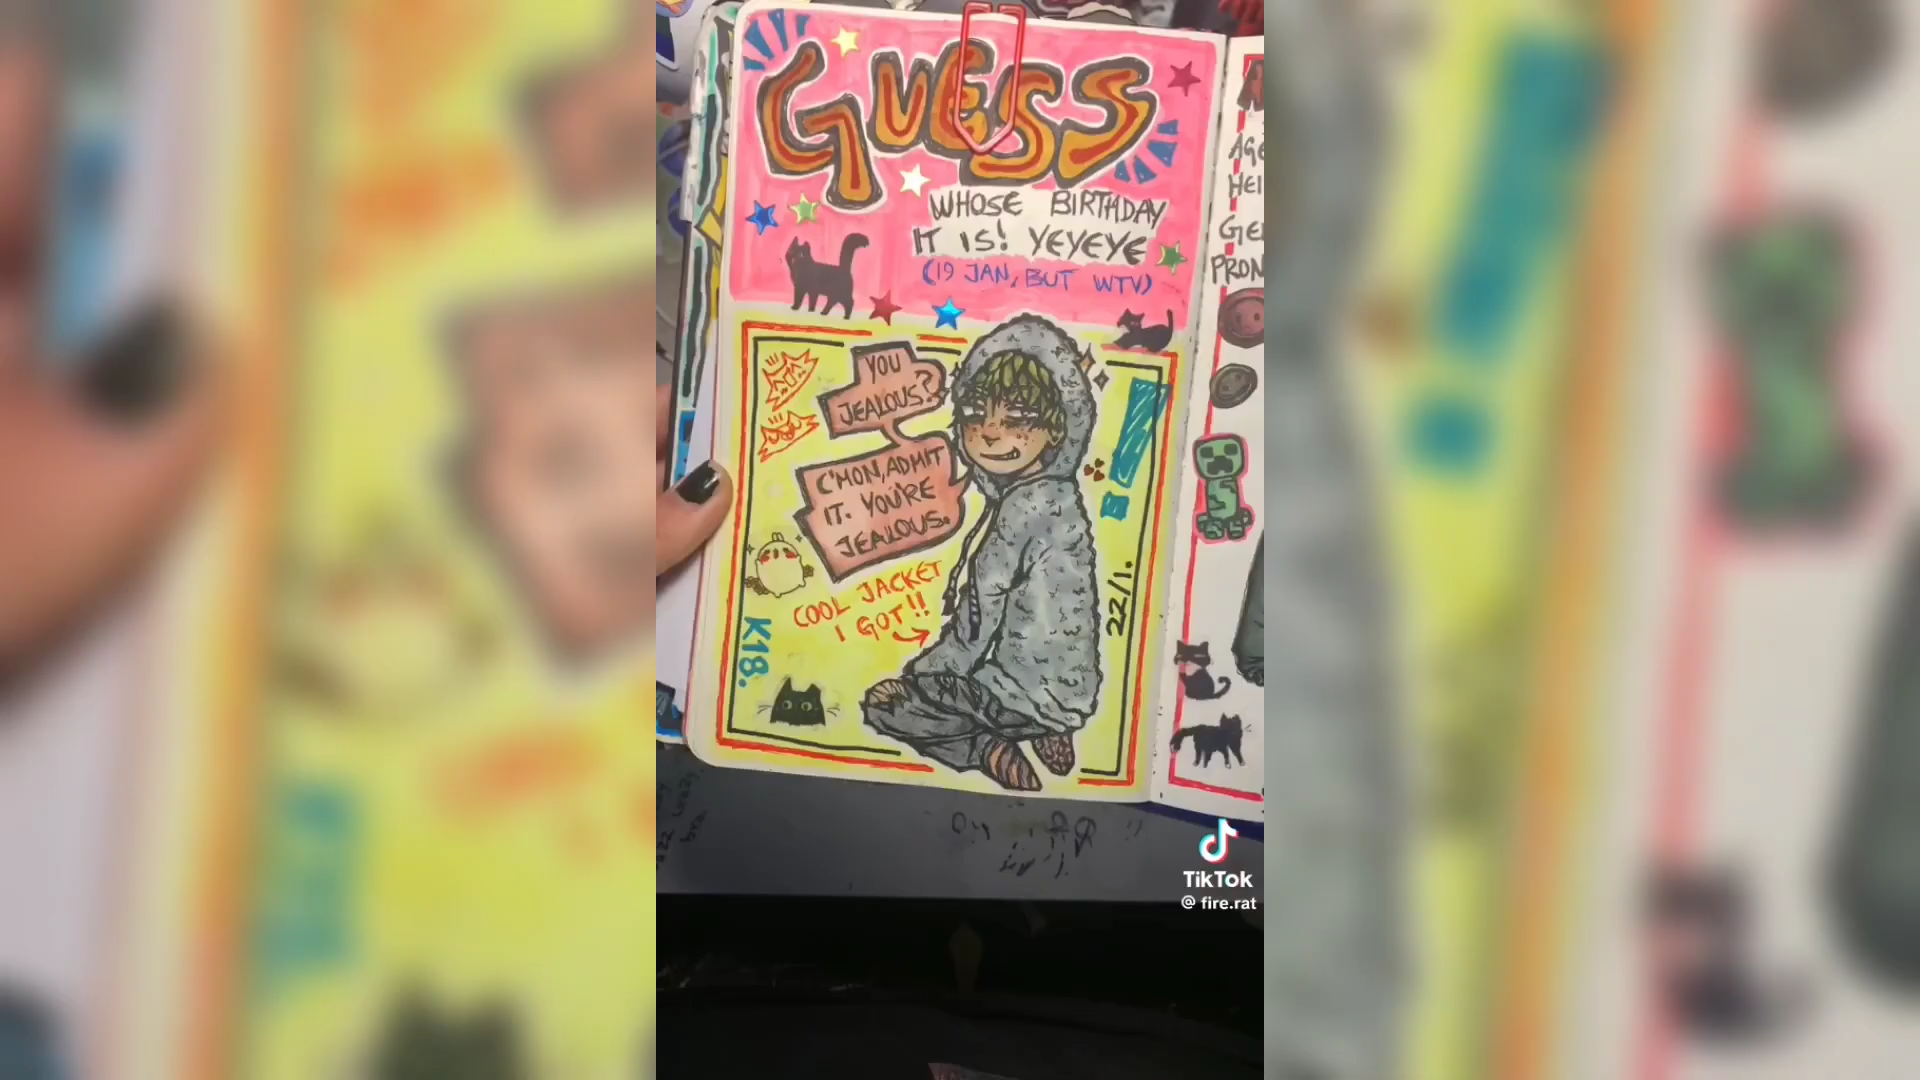 GUESS
WHOSE BIRTHDAY
IT IS! YEYEYE
(19 JAN, BUT WTV)
YOU
JEALOUS?
C'MON, ADMIT
IT. YOU'RE
JEALOUS.
COOL JACKET
I GOT!!
K18.
22/1.
TikTok
@ fire.rat